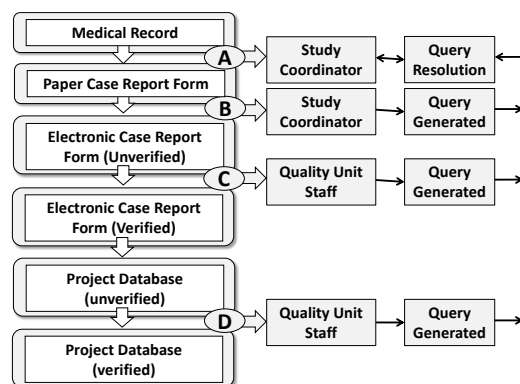 Medical Record
A
Study
Coordinator
Query
Resolution
Paper Case Report Form
B
Study
Coordinator
Query
Generated
Electronic Case Report
Form (Unverified)
C
Quality Unit
Staff
Query
Generated
Electronic Case Report
Form (Verified)
Project Database
(unverified)
D
Quality Unit
Staff
Query
Generated
Project Database
(verified)